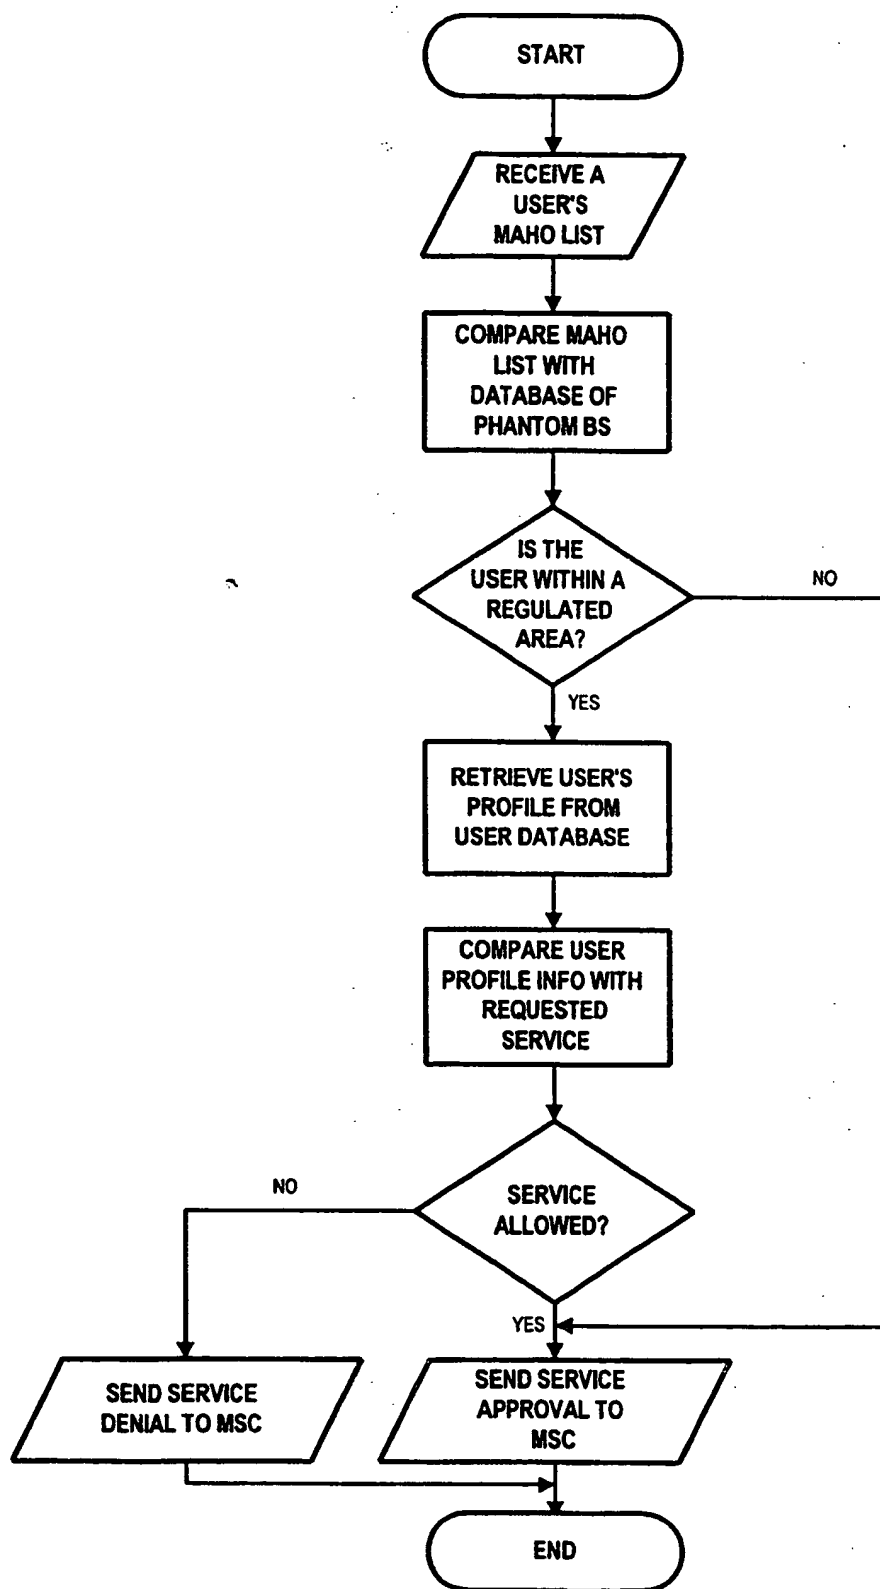 START
RECEIVE A
USER'S
MAHO LIST
COMPARE MAHO
LIST WITH
DATABASE OF
PHANTOM BS
IS THE
USER WITHIN A
REGULATED
AREA?
NO
YES
RETRIEVE USER'S
PROFILE FROM
USER DATABASE
COMPARE USER
PROFILE INFO WITH
REQUESTED
SERVICE
NO
SERVICE
ALLOWED?
YES
SEND SERVICE
DENIAL TO MSC
SEND SERVICE
APPROVAL TO
MSC
END